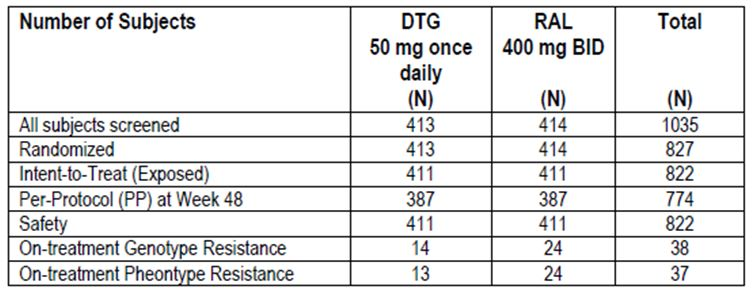 Number of Subjects DTG 50 mg once daily (N) RAL 400 mg BID (N) Total (N)
All subjects screened 413 414 1035
Randomized 413 414 827
Intent-to-Treat (Exposed) 411 411 822
Per-Protocol (PP) at Week 48 387 387 774
Safety 411 411 822
On-treatment Genotype Resistance 14 24 38
On-treatment Pheontype Resistance 13 24 37